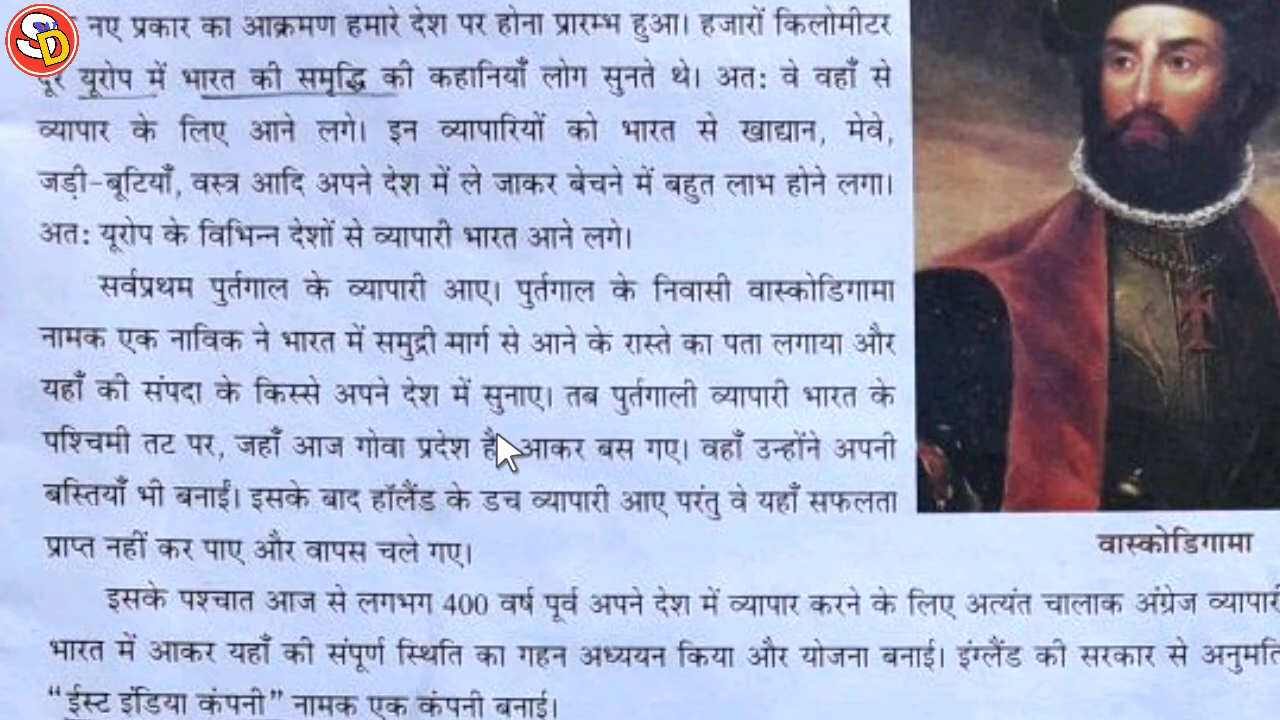 SD
नए प्रकार का आक्रमण हमारे देश पर होना प्रारम्भ हुआ। हजारों किलोमीटर
दूर यूरोप में भारत की समृद्धि की कहानियाँ लोग सुनते थे। अतः वे वहाँ से
व्यापार के लिए आने लगे। इन व्यापारियों को भारत से खाद्यान, मेवे,
जड़ी-बूटियाँ, वस्त्र आदि अपने देश में ले जाकर बेचने में बहुत लाभ होने लगा।
अतः यूरोप के विभिन्न देशों से व्यापारी भारत आने लगे।
सर्वप्रथम पुर्तगाल के व्यापारी आए। पुर्तगाल के निवासी वास्कोडिगामा
नामक एक नाविक ने भारत में समुद्री मार्ग से आने के रास्ते का पता लगाया और
यहाँ की संपदा के किस्से अपने देश में सुनाए। तब पुर्तगाली व्यापारी भारत के
पश्चिमी तट पर, जहाँ आज गोवा प्रदेश है आकर बस गए। वहाँ उन्होंने अपनी
बस्तियाँ भी बनाईं। इसके बाद हॉलैंड के डच व्यापारी आए परंतु वे यहाँ सफलता
प्राप्त नहीं कर पाए और वापस चले गए।
वास्कोडिगामा
इसके पश्चात आज से लगभग 400 वर्ष पूर्व अपने देश में व्यापार करने के लिए अत्यंत चालाक अंग्रेज
भारत में आकर यहाँ की संपूर्ण स्थिति का गहन अध्ययन किया और योजना बनाई। इंग्लैंड की सरकार से
“ईस्ट इंडिया कंपनी” नामक एक कंपनी बनाई।